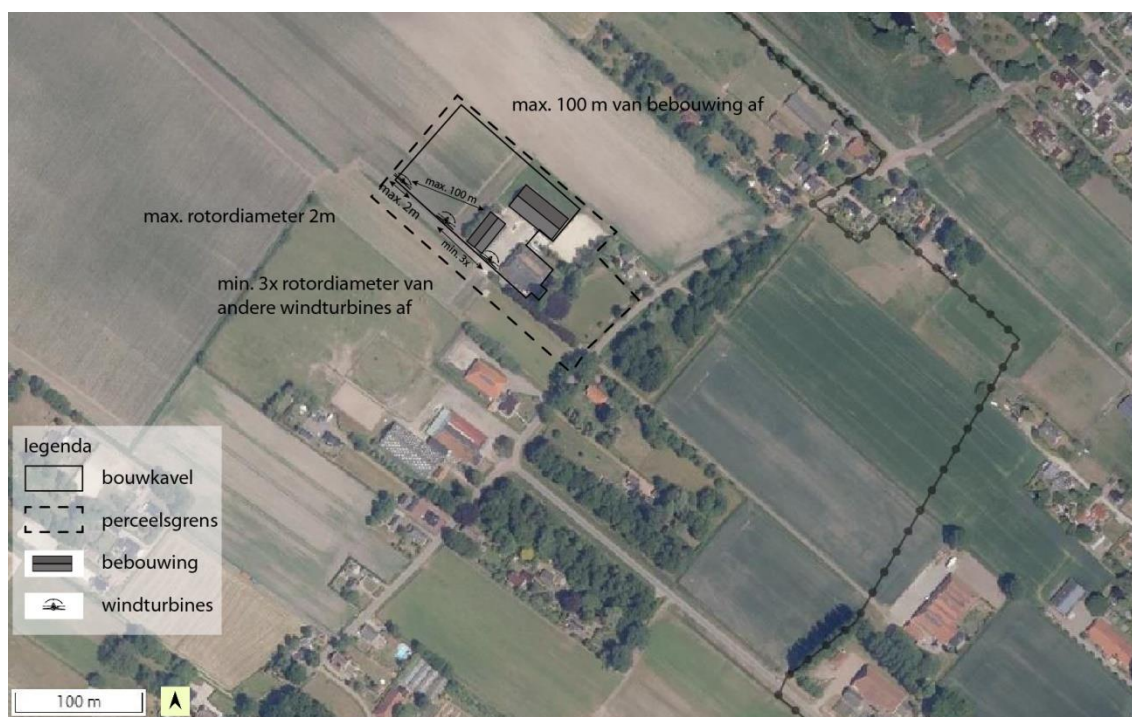 max. 100 m van bebouwing af
max. 100 m
max. 2m
max. rotordiameter 2m
min. 3x
min. 3x rotordiameter van
andere windturbines af
legenda
bouwkavel
perceelsgrens
bebouwing
windturbines
100 m